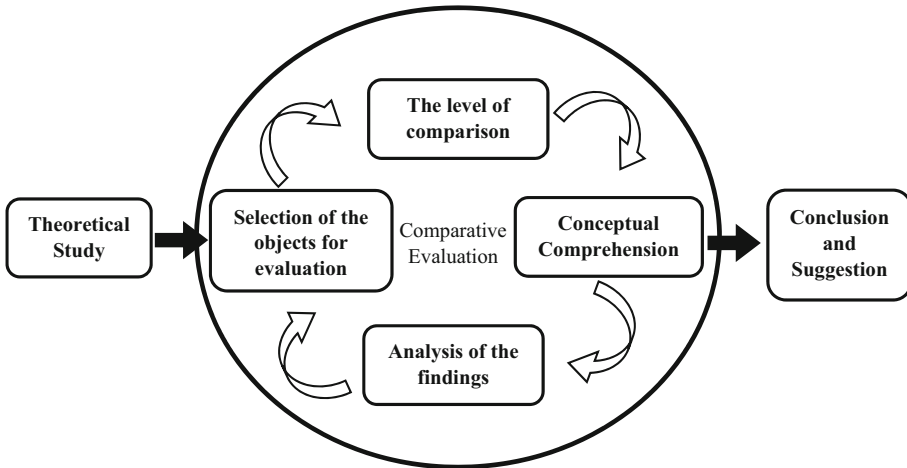 The level of
comparison
Theoretical
Study
Selection of the
objects for
evaluation
Comparative
Evaluation
Conceptual
Comprehension
Conclusion
and
Suggestion
Analysis of the
findings